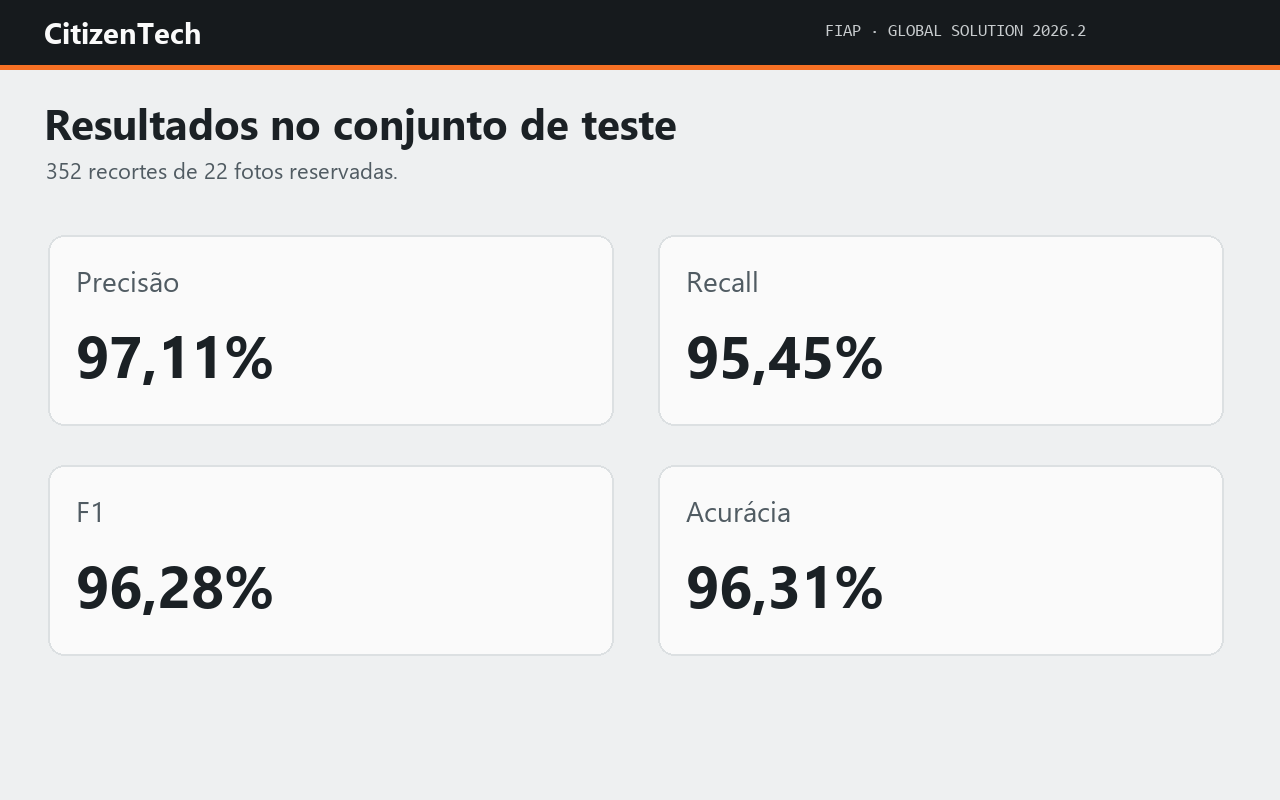 CitizenTech
FIAP · GLOBAL SOLUTION 2026.2
Resultados no conjunto de teste
352 recortes de 22 fotos reservadas.
Precisão
97,11%
Recall
95,45%
F1
96,28%
Acurácia
96,31%